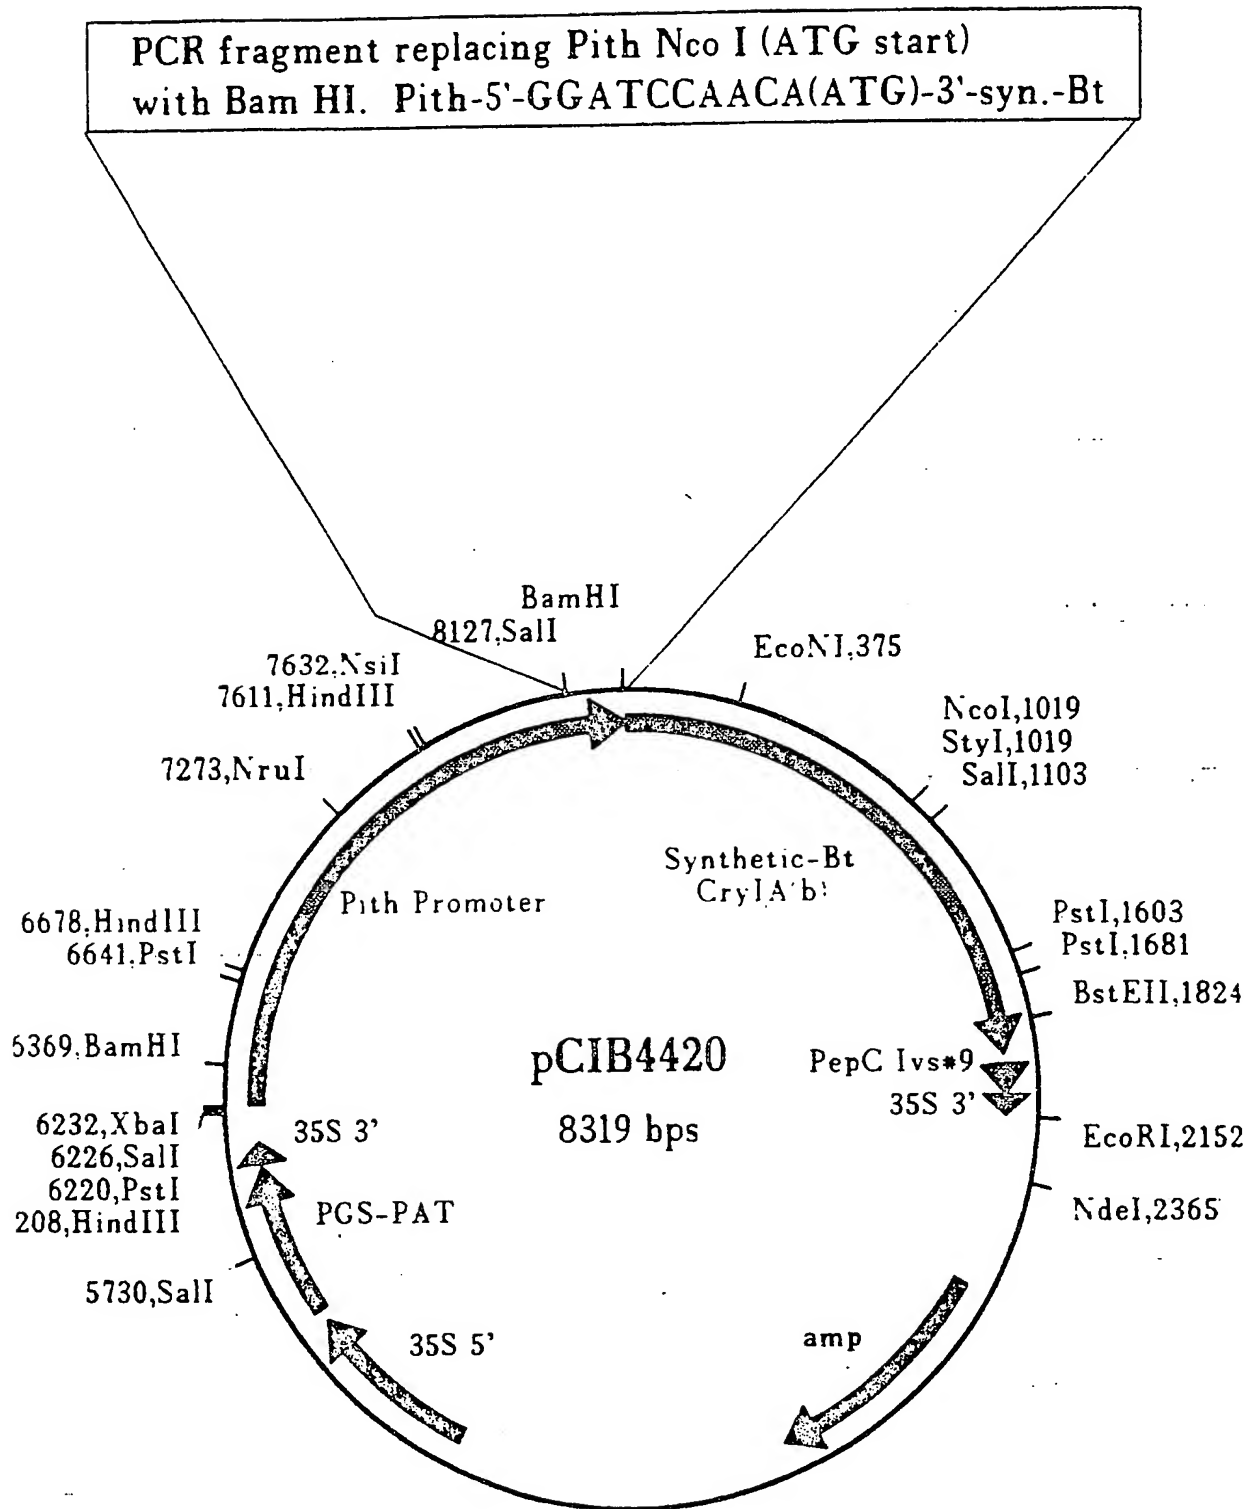 PCR fragment replacing Pith Nco I (ATG start)
with Bam HI. Pith-5'-GGATCCAACA(ATG)-3'-syn.-Bt
BamHI
8127,SalI
EcoNI,375
7632,NsiI
7611,HindIII
NcoI,1019
StyI,1019
SalI,1103
7273,NruI
Synthetic-Bt
CryIA(b)
Pith Promoter
6678,HindIII
6641,PstI
PstI,1603
PstI,1681
BstEII,1824
6369,BamHI
pCIB4420
8319 bps
PepC Ivs#9
35S 3'
6232,XbaI
6226,SalI
6220,PstI
208,HindIII
35S 3'
EcoRI,2152
PGS-PAT
NdeI,2365
5730,SalI
35S 5'
amp